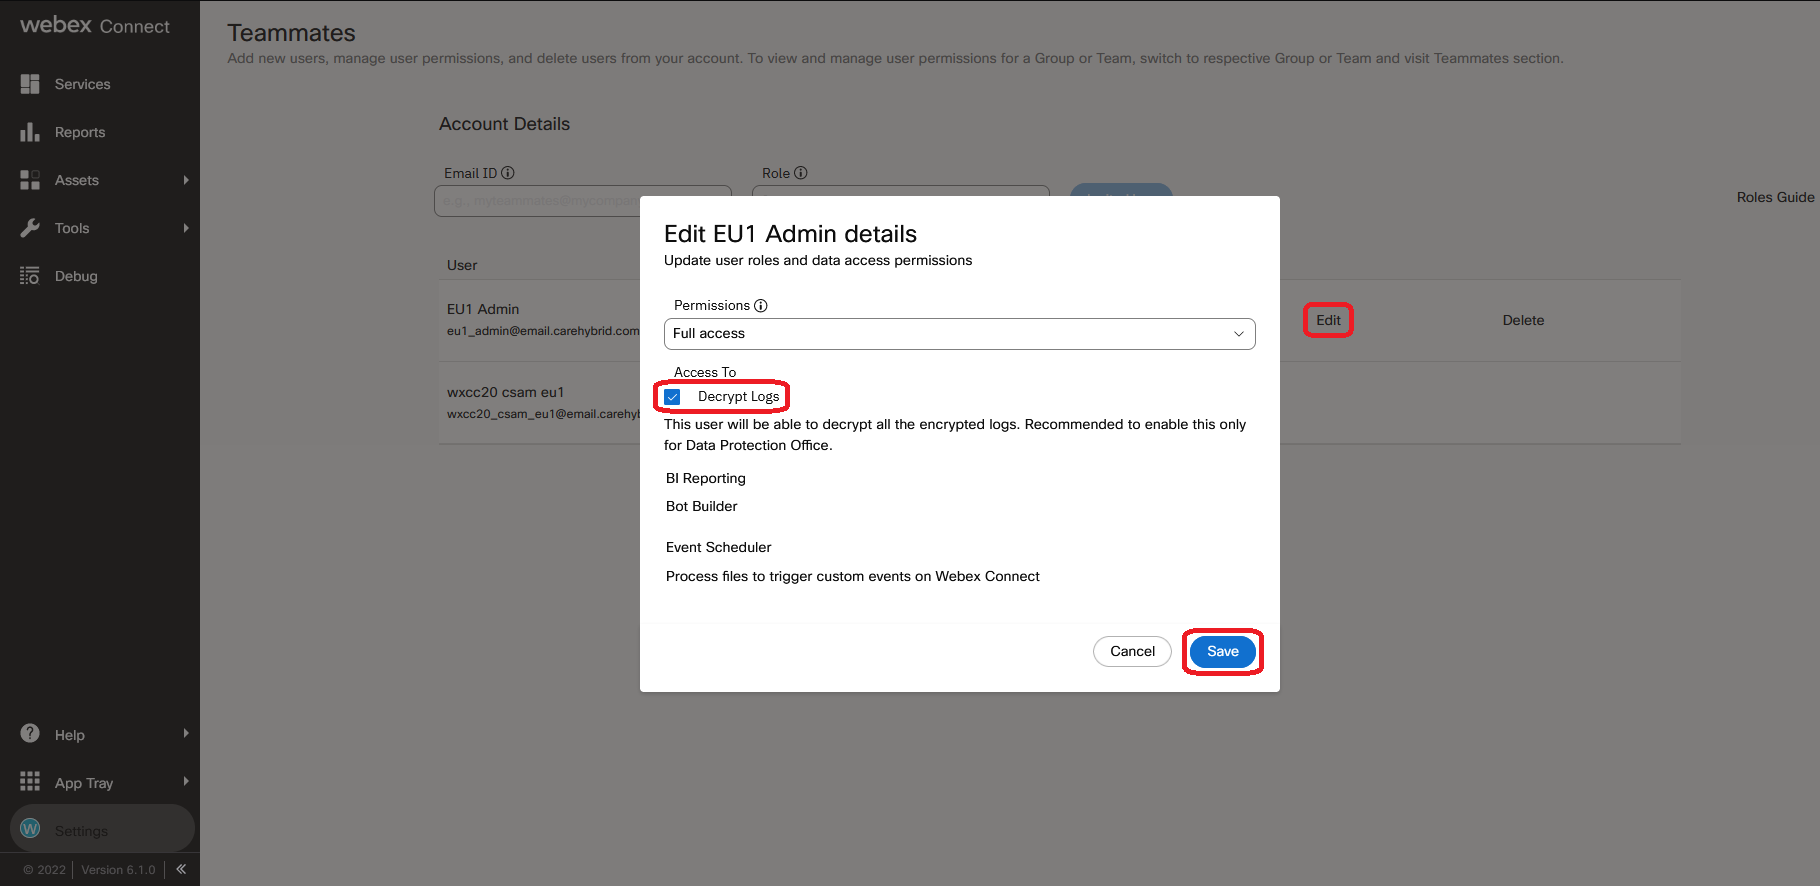 webex Connect
Services
Reports
Assets
Tools
Debug
Help
App Tray
W Settings
© 2022 Version 6.1.0
Teammates
Add new users, manage user permissions, and delete users from your account. To view and manage user permissions for a Group or Team, switch to respective Group or Team and visit Teammates section.
Account Details
Email ID
Role
Roles Guide
User
EU1 Admin
eu1_admin@email.carehybrid.com
Edit
Delete
wxcc20 csam eu1
wxcc20_csam_eu1@email.carehyb
Edit EU1 Admin details
Update user roles and data access permissions
Permissions
Full access
Access To
Decrypt Logs
This user will be able to decrypt all the encrypted logs. Recommended to enable this only
for Data Protection Office.
BI Reporting
Bot Builder
Event Scheduler
Process files to trigger custom events on Webex Connect
Cancel
Save